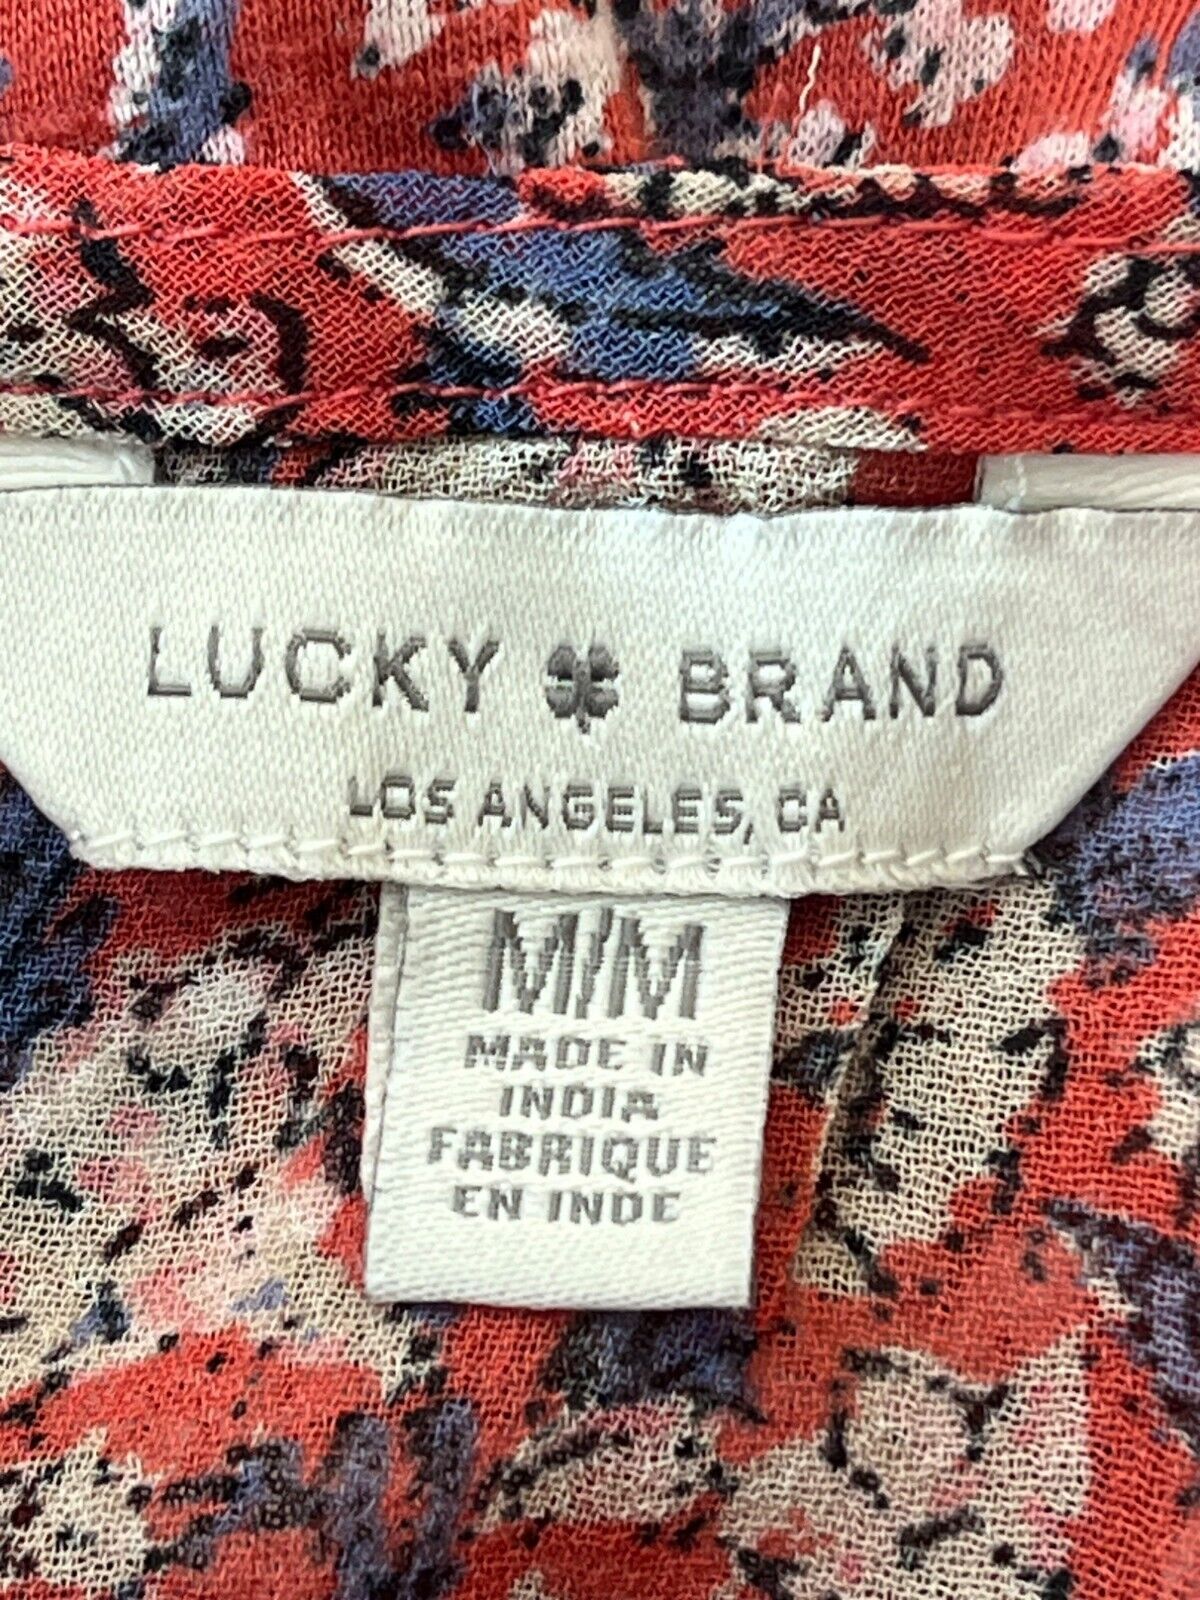 LUCKY BRAND
LOS ANGELES, CA
M/M
MADE IN
INDIA
FABRIQUE
EN INDE